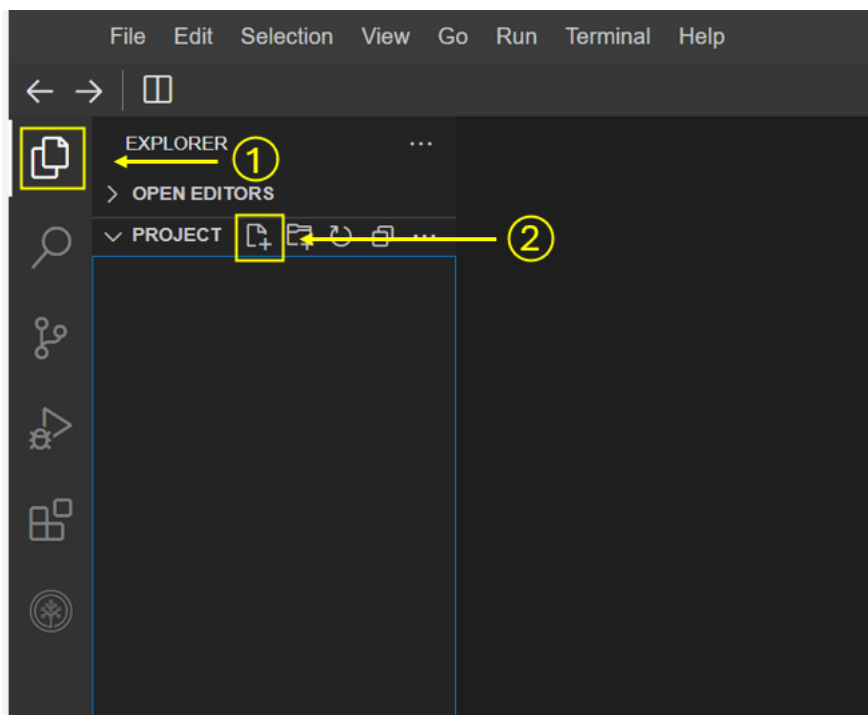 File Edit Selection View Go Run Terminal Help
EXPLORER
1
OPEN EDITORS
PROJECT
2